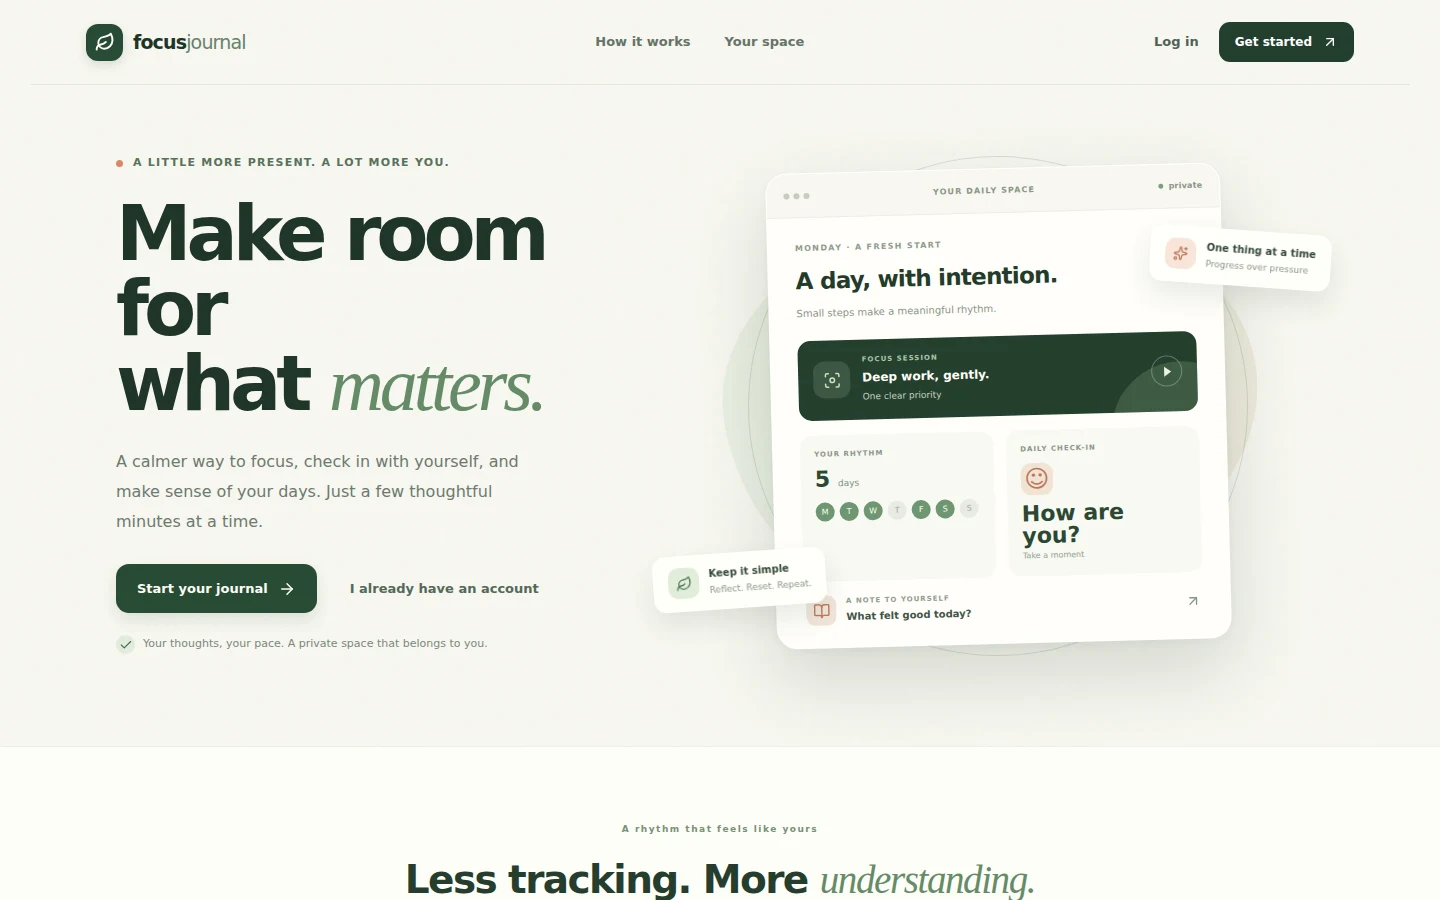 focusjournal
How it works
Your space
Log in
Get started
A LITTLE MORE PRESENT. A LOT MORE YOU.
Make room
for
what matters.
A calmer way to focus, check in with yourself, and
make sense of your days. Just a few thoughtful
minutes at a time.
Start your journal
I already have an account
Your thoughts, your pace. A private space that belongs to you.
YOUR DAILY SPACE
private
MONDAY · A FRESH START
A day, with intention.
Small steps make a meaningful rhythm.
One thing at a time
Progress over pressure
FOCUS SESSION
Deep work, gently.
One clear priority
YOUR RHYTHM
5 days
M T W T F S S
DAILY CHECK-IN
How are
you?
Take a moment
Keep it simple
Reflect. Reset. Repeat.
A NOTE TO YOURSELF
What felt good today?
A rhythm that feels like yours
Less tracking. More understanding.